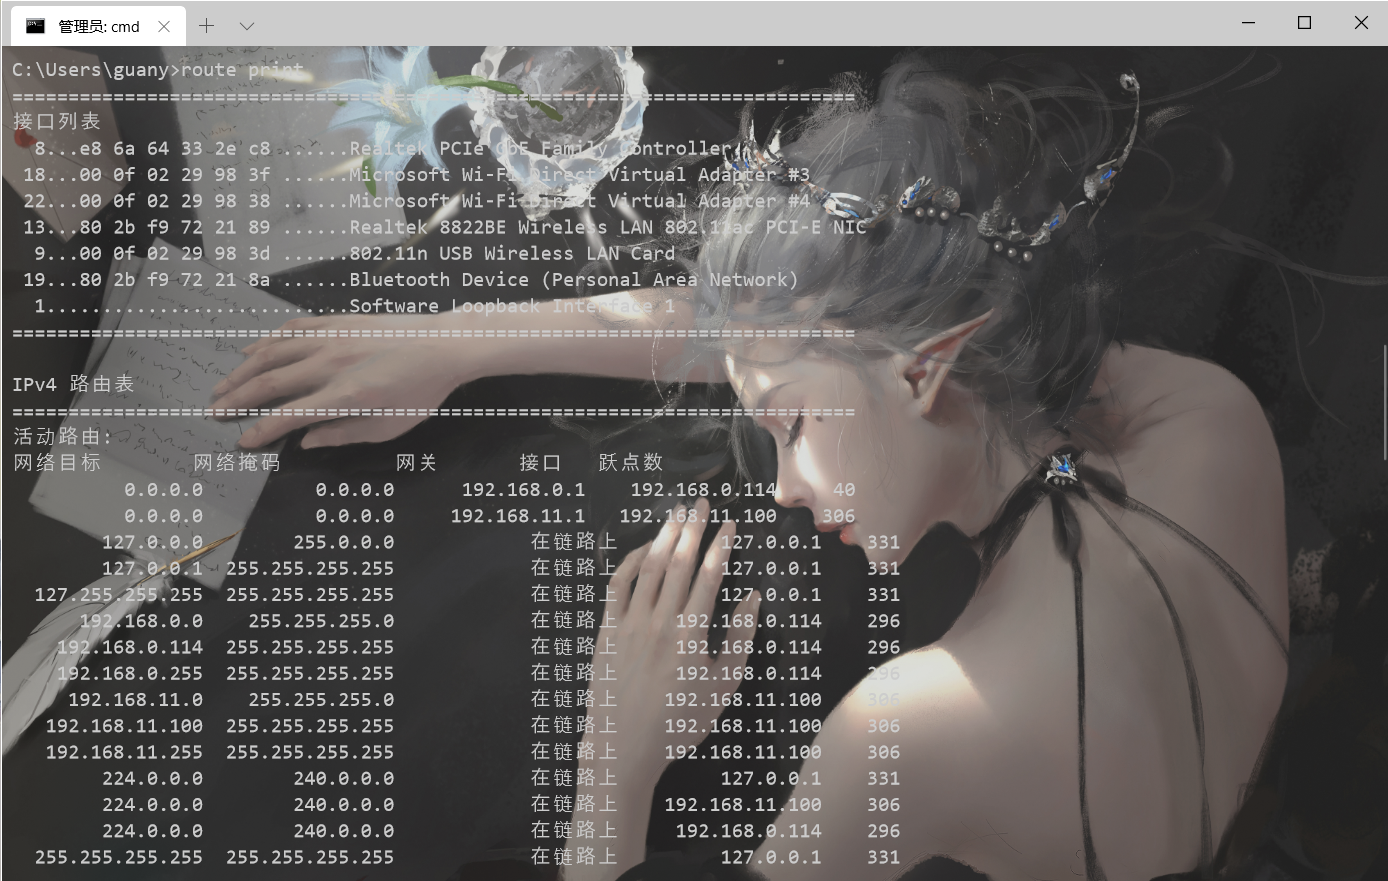 管理员: cmd
C:\Users\guany>route print
===========================================================================
接口列表
  8...e8 6a 64 33 2e c8 ......Realtek PCIe GbE Family Controller
 18...00 0f 02 29 98 3f ......Microsoft Wi-Fi Direct Virtual Adapter #3
 22...00 0f 02 29 98 38 ......Microsoft Wi-Fi Direct Virtual Adapter #4
 13...80 2b f9 72 21 89 ......Realtek 8822BE Wireless LAN 802.11ac PCI-E NIC
  9...00 0f 02 29 98 3d ......802.11n USB Wireless LAN Card
 19...80 2b f9 72 21 8a ......Bluetooth Device (Personal Area Network)
  1...........................Software Loopback Interface 1
===========================================================================
IPv4 路由表
===========================================================================
活动路由:
网络目标        网络掩码          网关       接口   跃点数
          0.0.0.0          0.0.0.0      192.168.0.1    192.168.0.114     40
          0.0.0.0          0.0.0.0     192.168.11.1   192.168.11.100    306
        127.0.0.0        255.0.0.0            在链路上         127.0.0.1    331
        127.0.0.1  255.255.255.255            在链路上         127.0.0.1    331
  127.255.255.255  255.255.255.255            在链路上         127.0.0.1    331
      192.168.0.0    255.255.255.0            在链路上     192.168.0.114    296
    192.168.0.114  255.255.255.255            在链路上     192.168.0.114    296
    192.168.0.255  255.255.255.255            在链路上     192.168.0.114    296
     192.168.11.0    255.255.255.0            在链路上    192.168.11.100    306
   192.168.11.100  255.255.255.255            在链路上    192.168.11.100    306
   192.168.11.255  255.255.255.255            在链路上    192.168.11.100    306
        224.0.0.0        240.0.0.0            在链路上         127.0.0.1    331
        224.0.0.0        240.0.0.0            在链路上    192.168.11.100    306
        224.0.0.0        240.0.0.0            在链路上     192.168.0.114    296
  255.255.255.255  255.255.255.255            在链路上         127.0.0.1    331